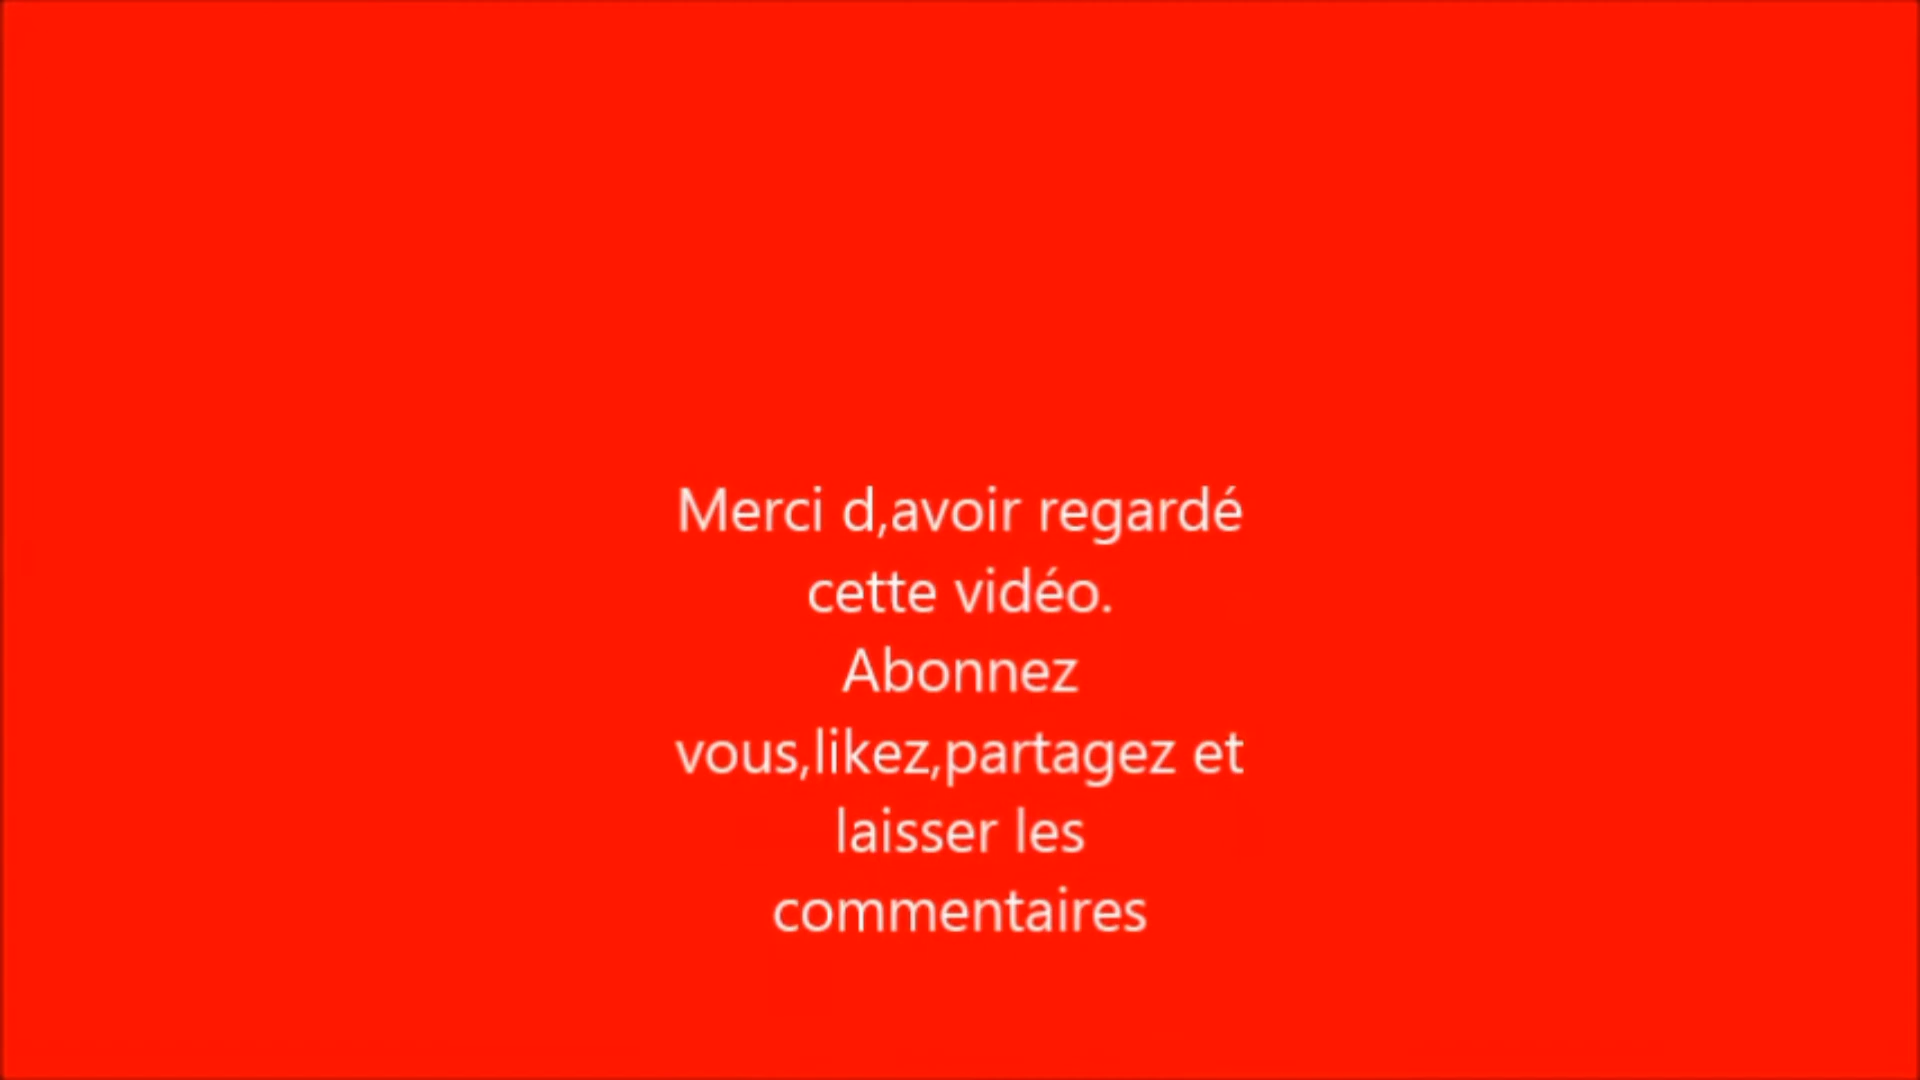 Merci d,avoir regardé
cette vidéo.
Abonnez
vous,likez,partagez et
laisser les
commentaires